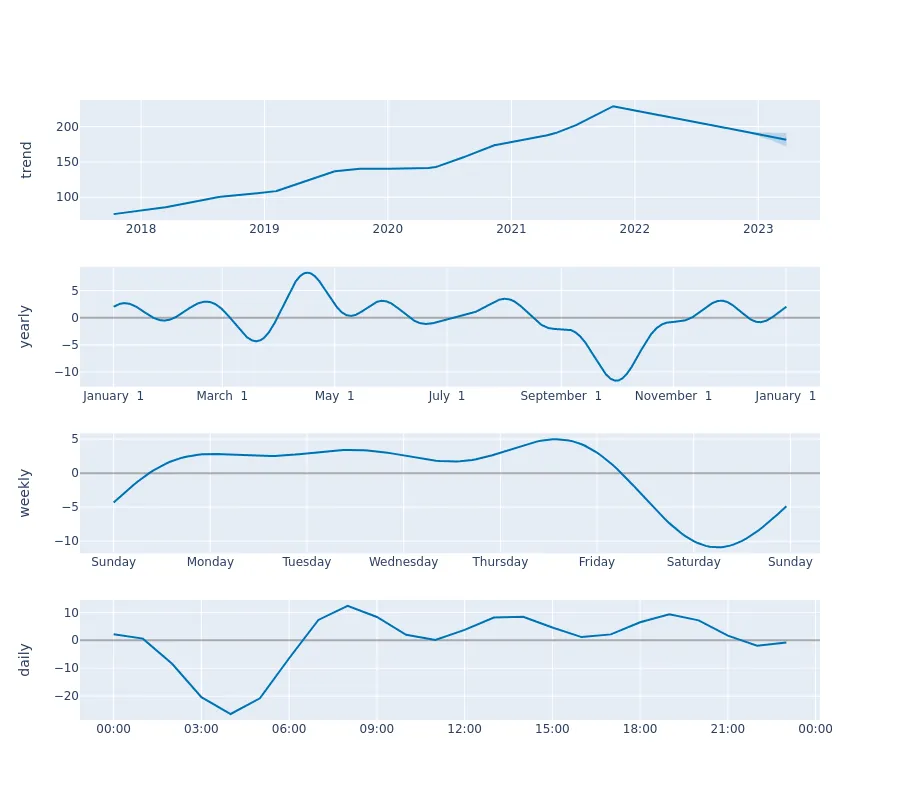 trend
200
150
100
2018 2019 2020 2021 2022 2023
yearly
5
0
−5
−10
January 1 March 1 May 1 July 1 September 1 November 1 January 1
weekly
5
0
−5
−10
Sunday Monday Tuesday Wednesday Thursday Friday Saturday Sunday
daily
10
0
−10
−20
00:00 03:00 06:00 09:00 12:00 15:00 18:00 21:00 00:00